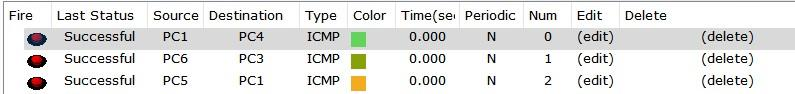 Fire Last Status Source Destination Type Color Time(sec Periodic Num Edit Delete
Successful PC1 PC4 ICMP 0.000 N 0 (edit) (delete)
Successful PC6 PC3 ICMP 0.000 N 1 (edit) (delete)
Successful PC5 PC1 ICMP 0.000 N 2 (edit) (delete)